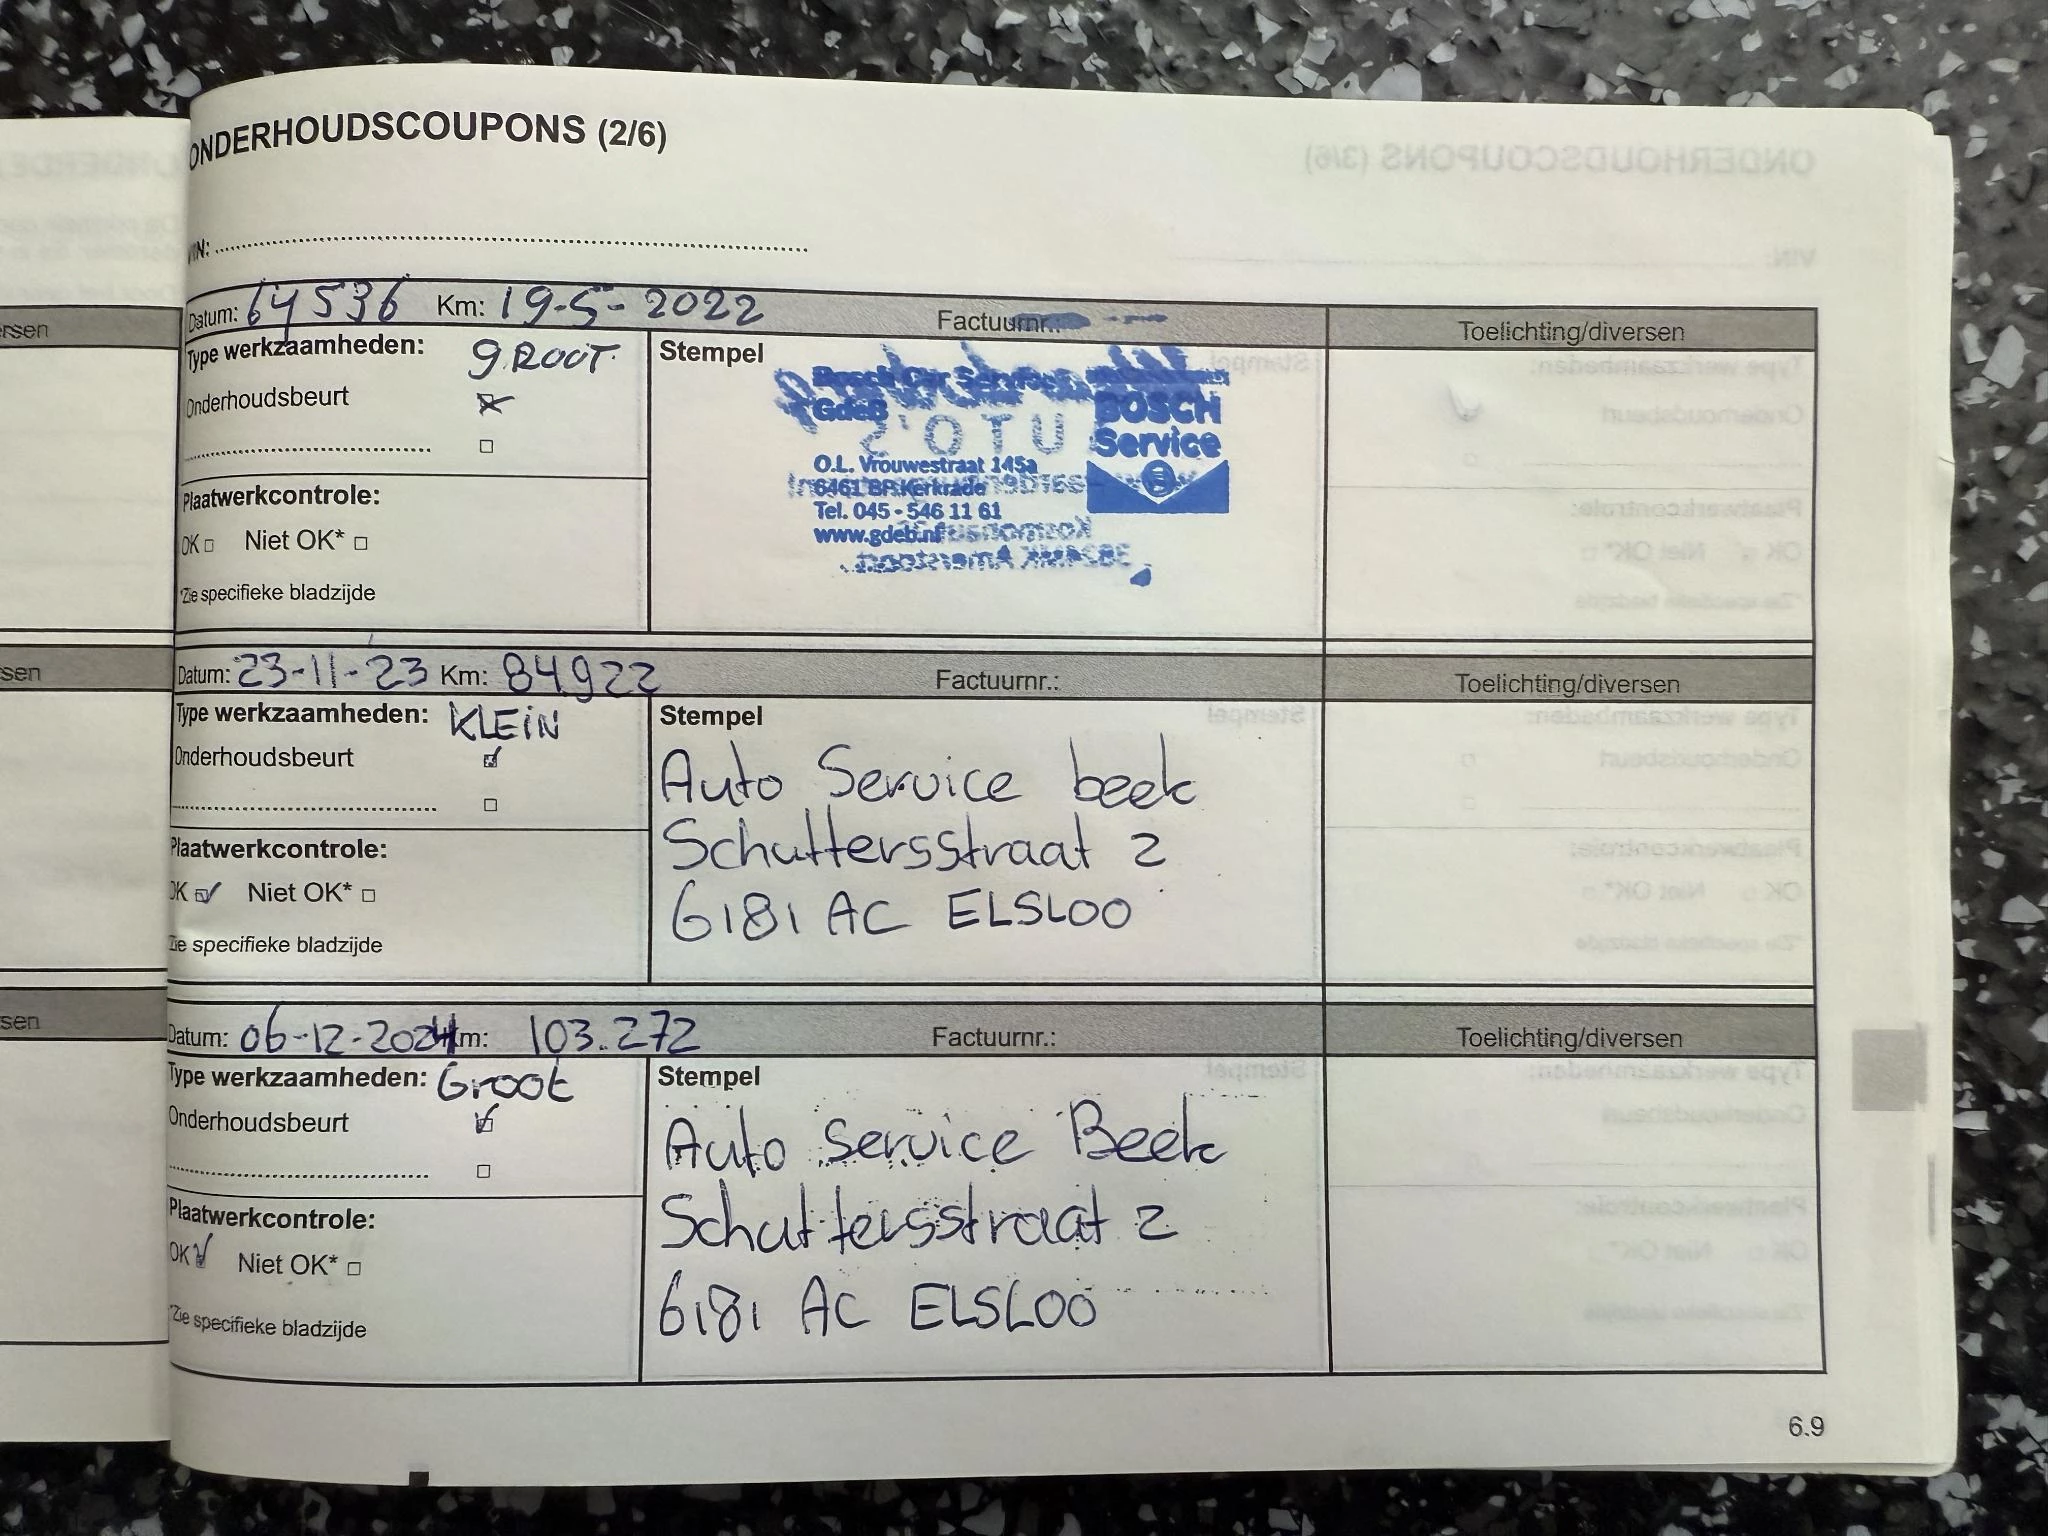 ONDERHOUDSCOUPONS (2/6)
VIN:
Datum: 64536 Km: 19-5-2022 Factuurnr.: Toelichting/diversen
Type werkzaamheden: GROOT
Onderhoudsbeurt
Plaatwerkcontrole:
OK Niet OK*
*Zie specifieke bladzijde
Stempel
Bosch Car Service
GdeB
BOSCH
Service
O.L. Vrouwestraat 145a
6461 BP Kerkrade
Tel. 045 - 546 11 61
www.gdeb.nl
Datum: 23-11-23 Km: 84922 Factuurnr.: Toelichting/diversen
Type werkzaamheden: KLEIN
Onderhoudsbeurt
Plaatwerkcontrole:
OK Niet OK*
Zie specifieke bladzijde
Stempel
Auto Service beek
Schuttersstraat 2
6181 AC ELSLOO
Datum: 06-12-2024 Km: 103.272 Factuurnr.: Toelichting/diversen
Type werkzaamheden: Groot
Onderhoudsbeurt
Plaatwerkcontrole:
OK Niet OK*
*Zie specifieke bladzijde
Stempel
Auto Service Beek
Schuttersstraat 2
6181 AC ELSLOO
6.9